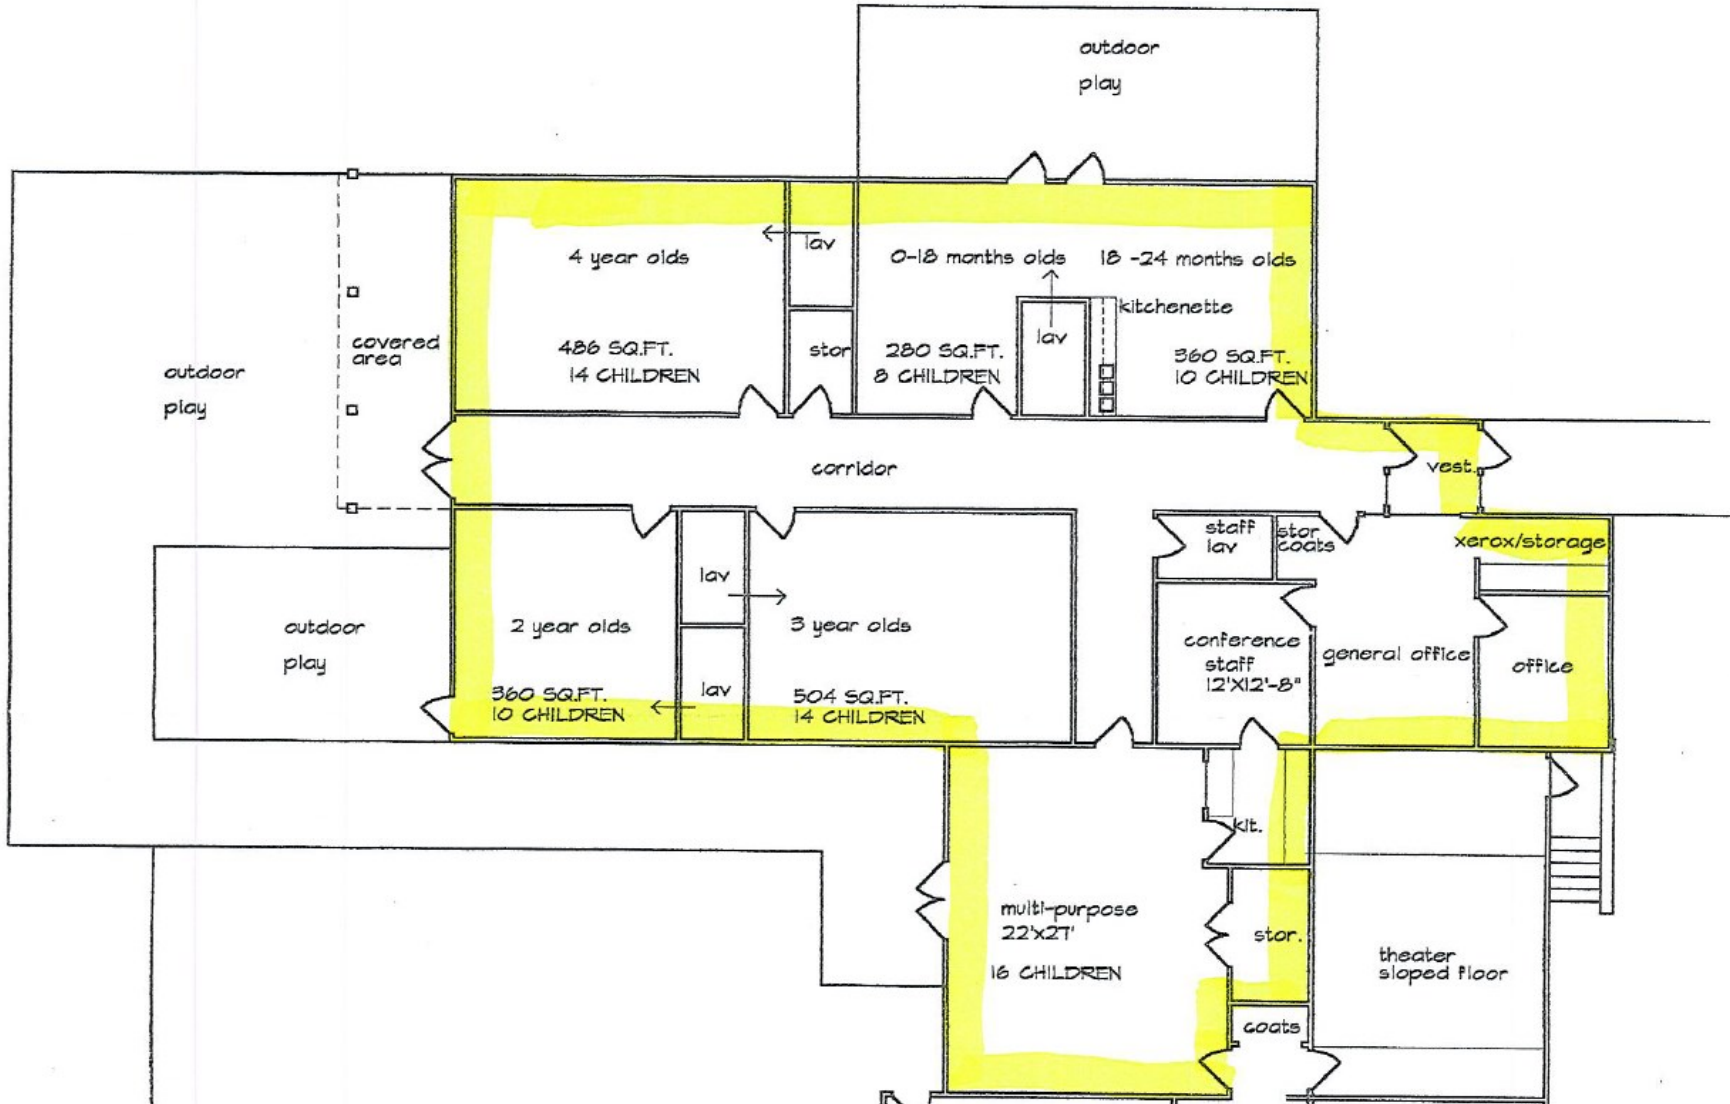 outdoor
play
4 year olds
lav
0-18 months olds
18 -24 months olds
kitchenette
covered
area
486 SQ.FT.
14 CHILDREN
stor
280 SQ.FT.
8 CHILDREN
lav
360 SQ.FT.
10 CHILDREN
outdoor
play
corridor
vest.
staff
lav
stor
coats
xerox/storage
lav
outdoor
play
2 year olds
3 year olds
conference
staff
12'X12'-8"
general office
office
360 SQ.FT.
10 CHILDREN
lav
504 SQ.FT.
14 CHILDREN
kit.
multi-purpose
22'x27'
16 CHILDREN
stor.
theater
sloped floor
coats